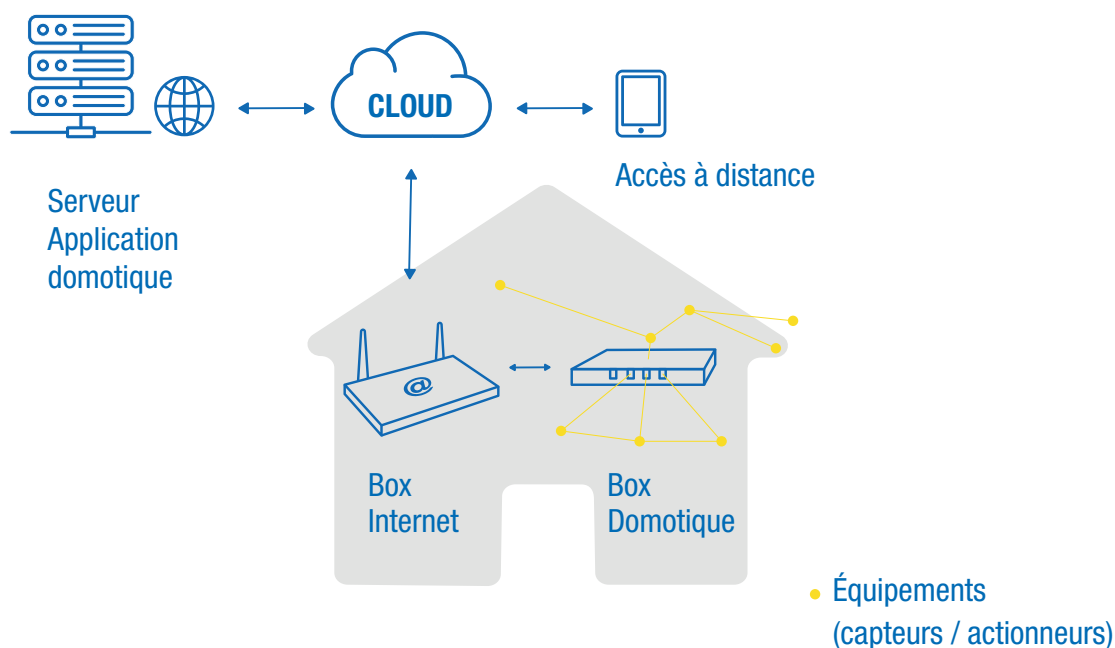 CLOUD
Accès à distance
Serveur
Application
domotique
@
Box
Internet
Box
Domotique
Équipements
(capteurs / actionneurs)